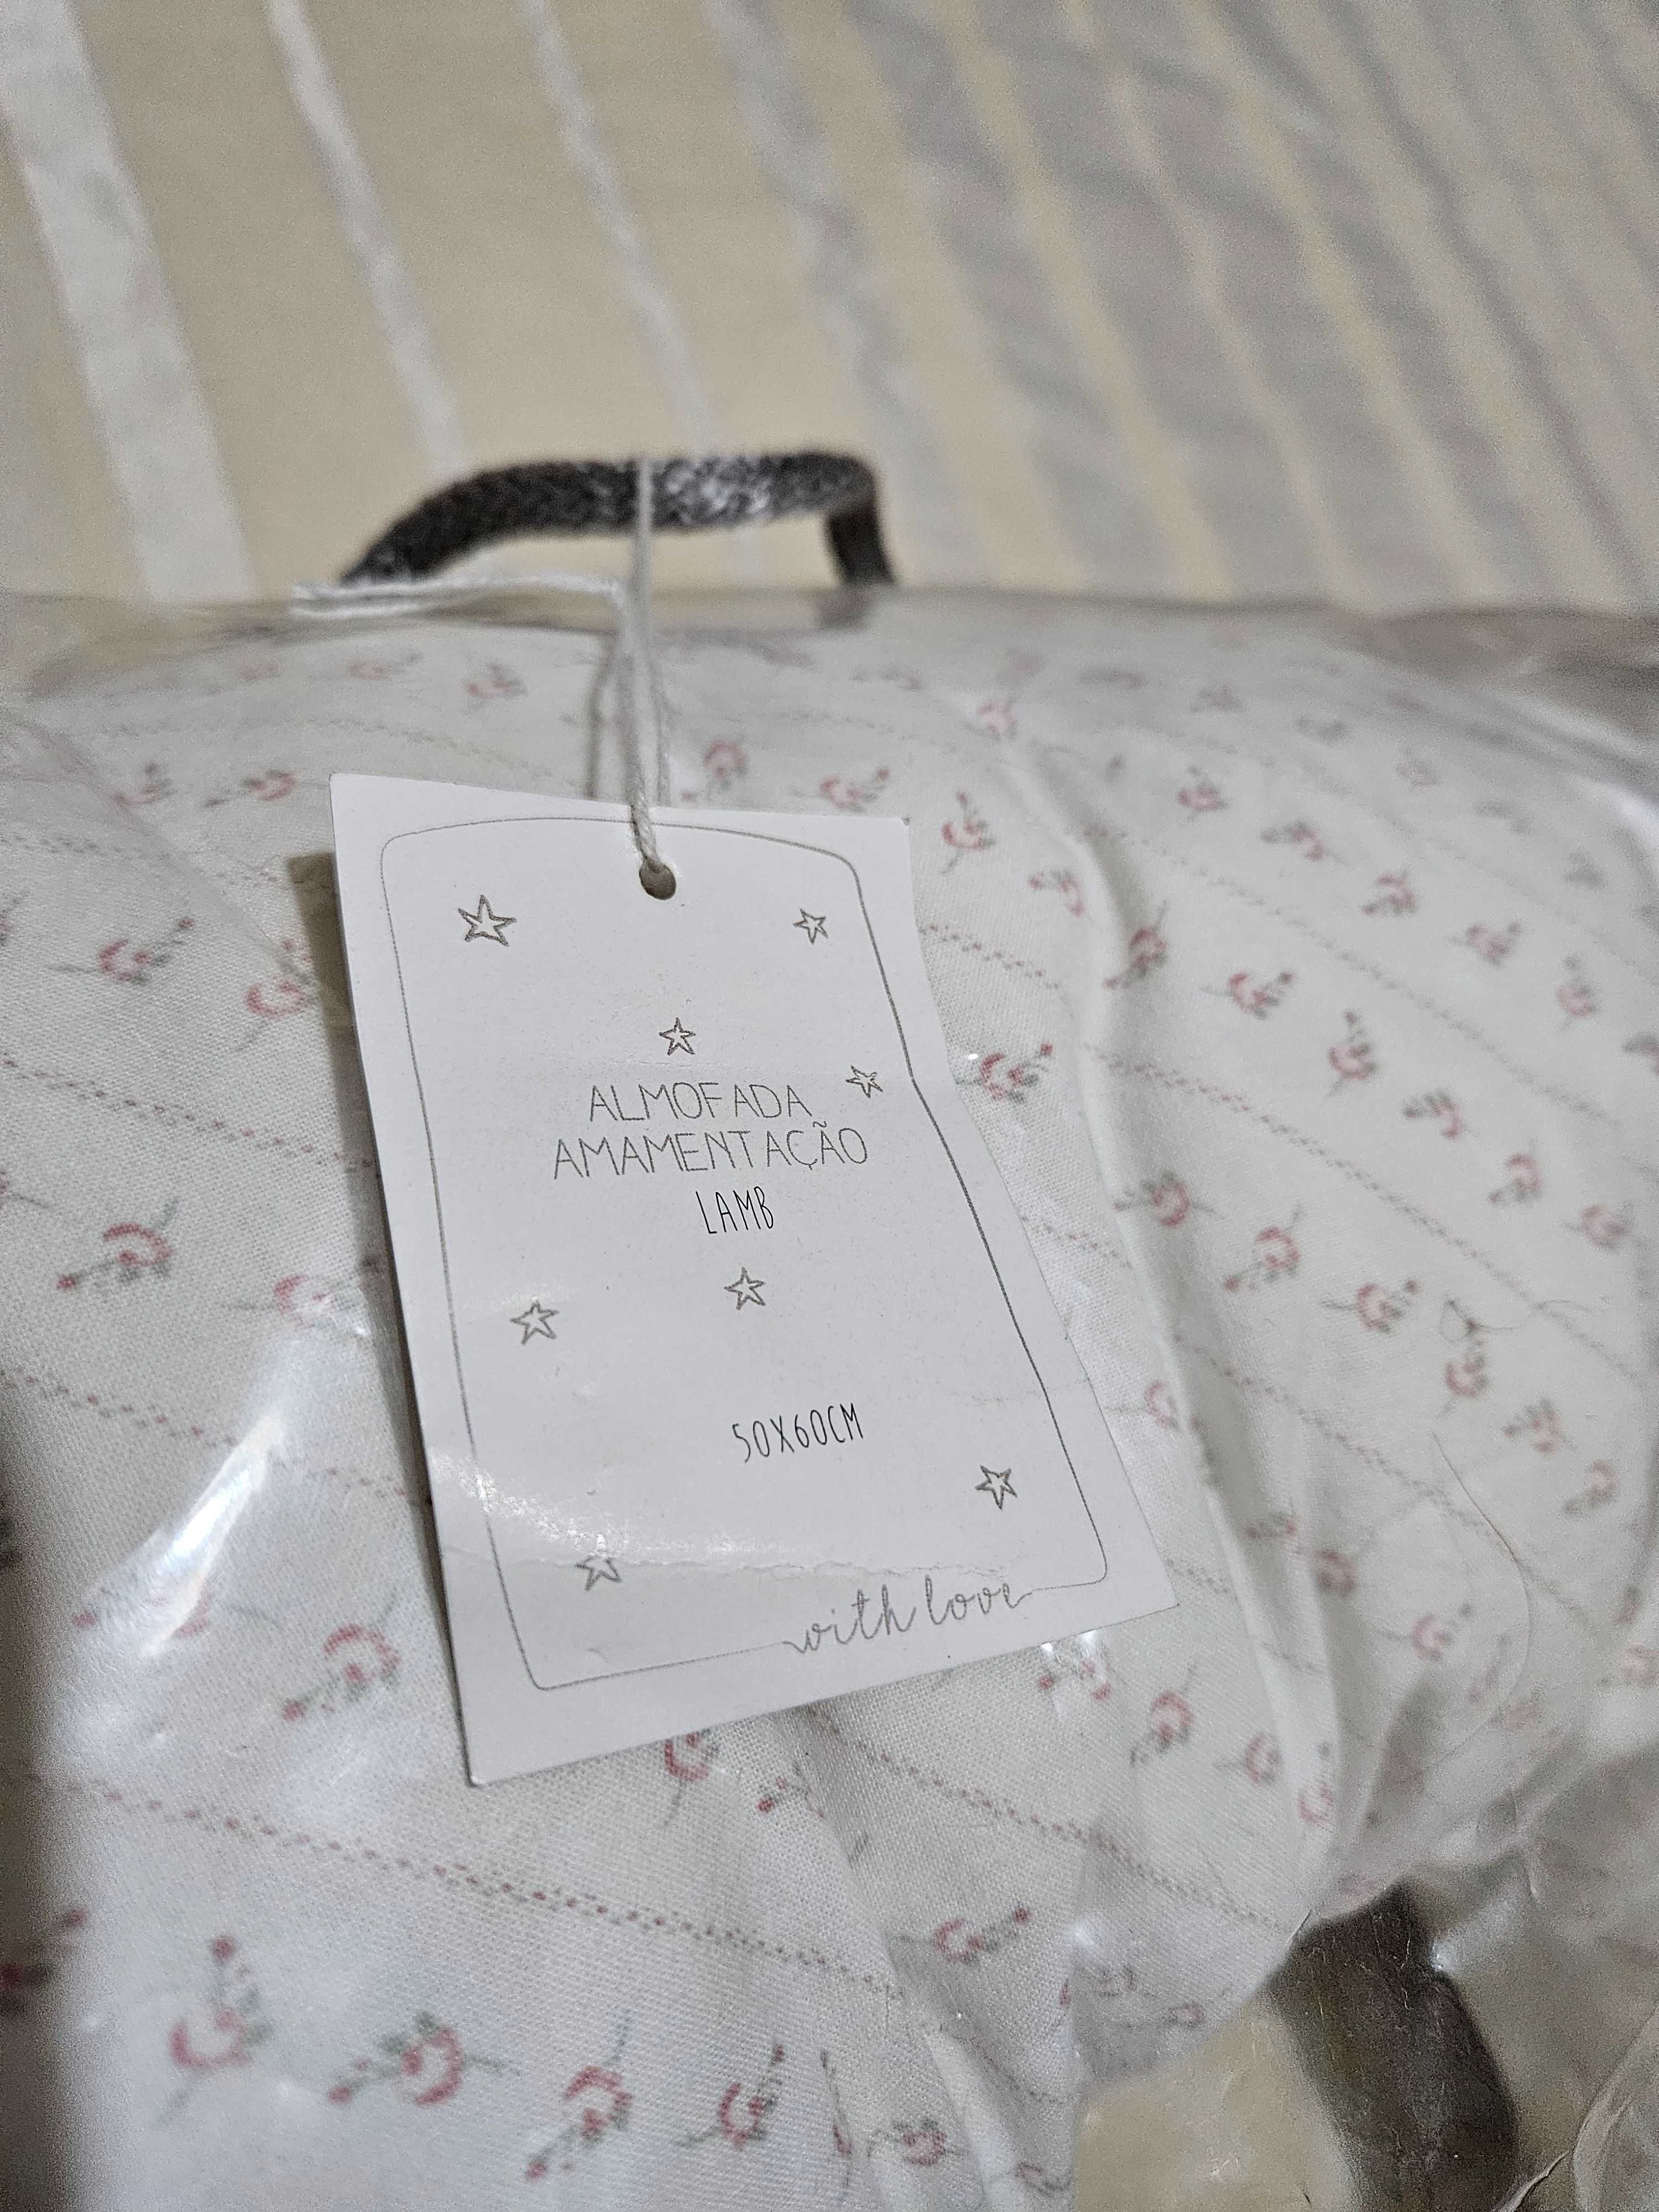 ALMOFADA
AMAMENTAÇÃO
LAMB
50X60CM
with love